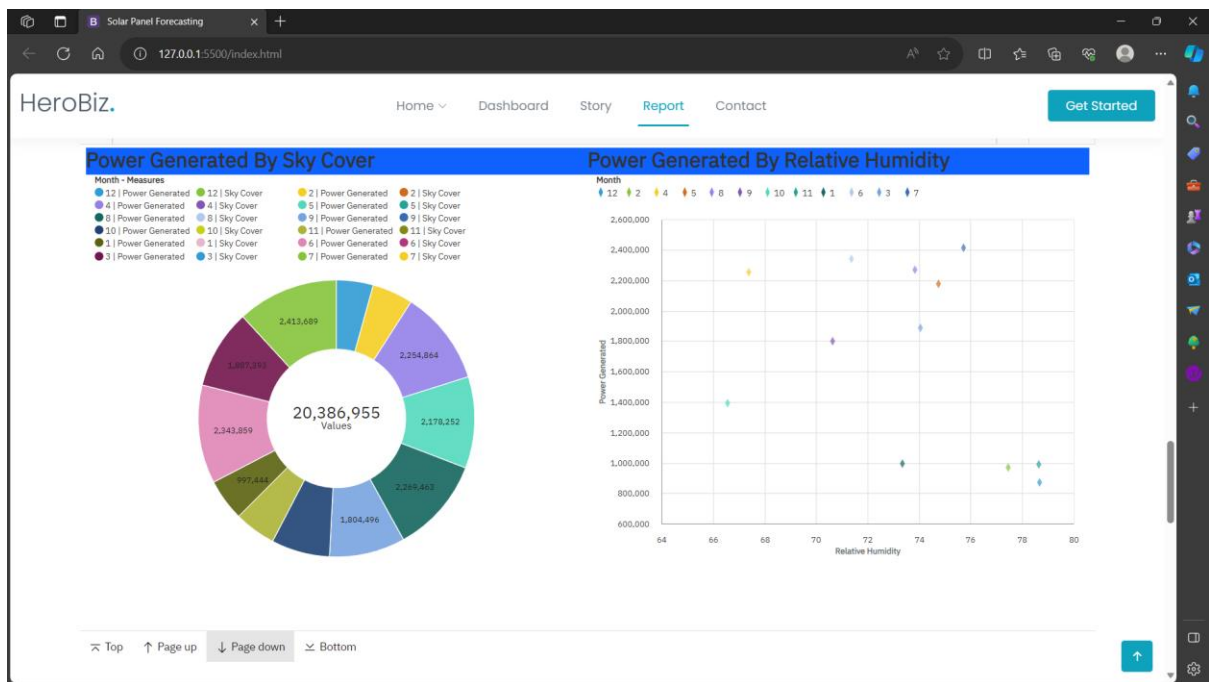 Solar Panel Forecasting
127.0.0.1:5500/index.html
HeroBiz.
Home Dashboard Story Report Contact
Get Started
Power Generated By Sky Cover
Month - Measures
12 | Power Generated 12 | Sky Cover 2 | Power Generated 2 | Sky Cover
4 | Power Generated 4 | Sky Cover 5 | Power Generated 5 | Sky Cover
8 | Power Generated 8 | Sky Cover 9 | Power Generated 9 | Sky Cover
10 | Power Generated 10 | Sky Cover 11 | Power Generated 11 | Sky Cover
1 | Power Generated 1 | Sky Cover 6 | Power Generated 6 | Sky Cover
3 | Power Generated 3 | Sky Cover 7 | Power Generated 7 | Sky Cover
2,413,689
2,254,864
2,178,252
2,269,463
1,804,496
997,444
2,343,859
20,386,955
Values
Power Generated By Relative Humidity
Month
12 2 4 5 8 9 10 11 1 6 3 7
2,600,000
2,400,000
2,200,000
2,000,000
1,800,000
1,600,000
1,400,000
1,200,000
1,000,000
800,000
600,000
Power Generated
64 66 68 70 72 74 76 78 80
Relative Humidity
Top Page up Page down Bottom